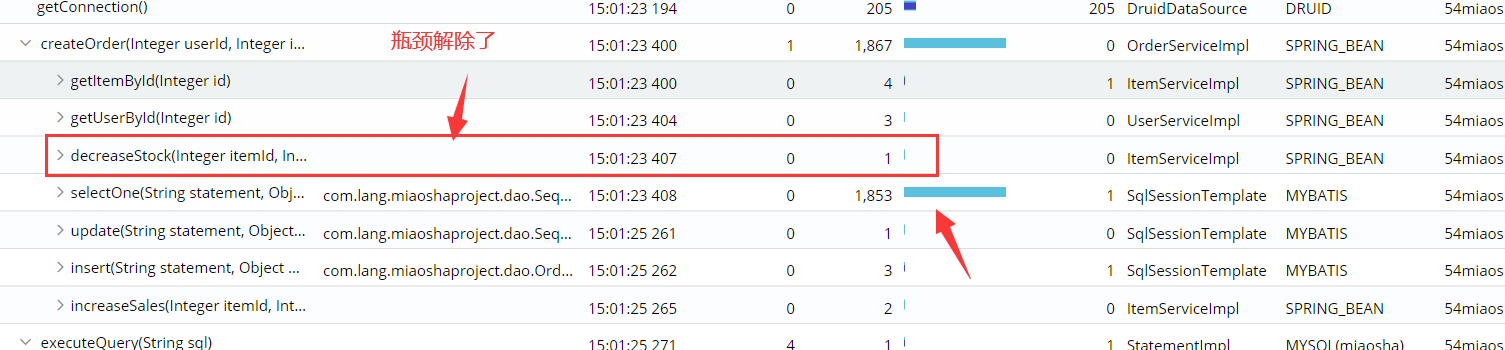 getConnection() 15:01:23 194 0 205 205 DruidDataSource DRUID 54miaos
瓶颈解除了
createOrder(Integer userId, Integer i... 15:01:23 400 1 1,867 0 OrderServiceImpl SPRING_BEAN 54miaos
getItemById(Integer id) 15:01:23 400 0 4 1 ItemServiceImpl SPRING_BEAN 54miaos
getUserById(Integer id) 15:01:23 404 0 3 0 UserServiceImpl SPRING_BEAN 54miaos
decreaseStock(Integer itemId, In... 15:01:23 407 0 1 0 ItemServiceImpl SPRING_BEAN 54miaos
selectOne(String statement, Obj... com.lang.miaoshaproject.dao.Seq... 15:01:23 408 0 1,853 1 SqlSessionTemplate MYBATIS 54miaos
update(String statement, Object... com.lang.miaoshaproject.dao.Seq... 15:01:25 261 0 1 0 SqlSessionTemplate MYBATIS 54miaos
insert(String statement, Object ... com.lang.miaoshaproject.dao.Ord... 15:01:25 262 0 3 1 SqlSessionTemplate MYBATIS 54miaos
increaseSales(Integer itemId, Int... 15:01:25 265 0 2 0 ItemServiceImpl SPRING_BEAN 54miaos
executeQuery(String sql) 15:01:25 271 4 1 1 StatementImpl MYSQL(miaosha) 54miaos